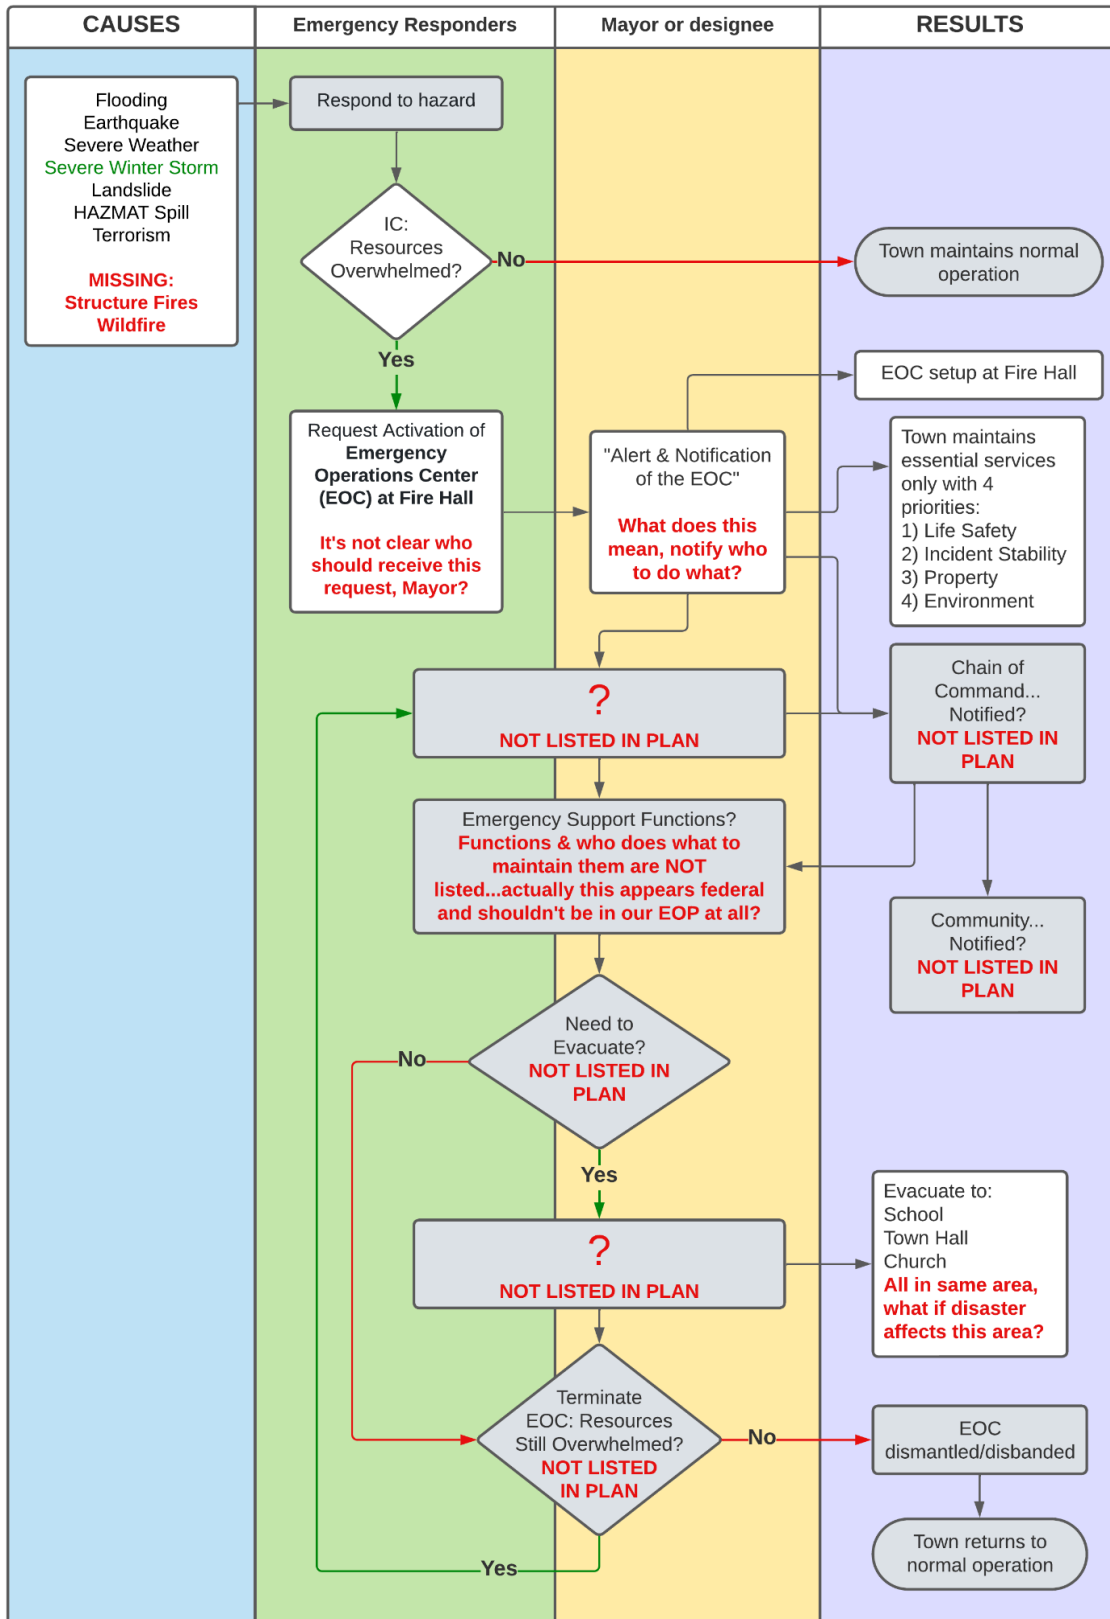 CAUSES
Emergency Responders
Mayor or designee
RESULTS
Flooding
Earthquake
Severe Weather
Severe Winter Storm
Landslide
HAZMAT Spill
Terrorism
MISSING:
Structure Fires
Wildfire
Respond to hazard
IC:
Resources
Overwhelmed?
No
Town maintains normal
operation
Yes
EOC setup at Fire Hall
Request Activation of
Emergency
Operations Center
(EOC) at Fire Hall
It's not clear who
should receive this
request, Mayor?
"Alert & Notification
of the EOC"
What does this
mean, notify who
to do what?
Town maintains
essential services
only with 4
priorities:
1) Life Safety
2) Incident Stability
3) Property
4) Environment
?
NOT LISTED IN PLAN
Chain of
Command...
Notified?
NOT LISTED IN
PLAN
Emergency Support Functions?
Functions & who does what to
maintain them are NOT
listed...actually this appears federal
and shouldn't be in our EOP at all?
Community...
Notified?
NOT LISTED IN
PLAN
Need to
Evacuate?
NOT LISTED IN
PLAN
No
Yes
?
NOT LISTED IN PLAN
Evacuate to:
School
Town Hall
Church
All in same area,
what if disaster
affects this area?
Terminate
EOC: Resources
Still Overwhelmed?
NOT LISTED
IN PLAN
No
EOC
dismantled/disbanded
Yes
Town returns to
normal operation